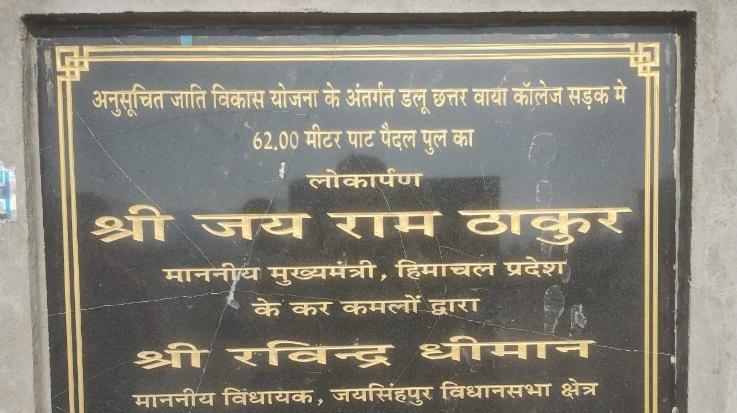 अनुसूचित जाति विकास योजना के अंतर्गत डलू छत्तर वाया कॉलेज सड़क मे
62.00 मीटर पाट पैदल पुल का
लोकार्पण
श्री जय राम ठाकुर
माननीय मुख्यमंत्री, हिमाचल प्रदेश
के कर कमलों द्वारा
श्री रविन्द्र धीमान
माननीय विधायक, जयसिंहपुर विधानसभा क्षेत्र